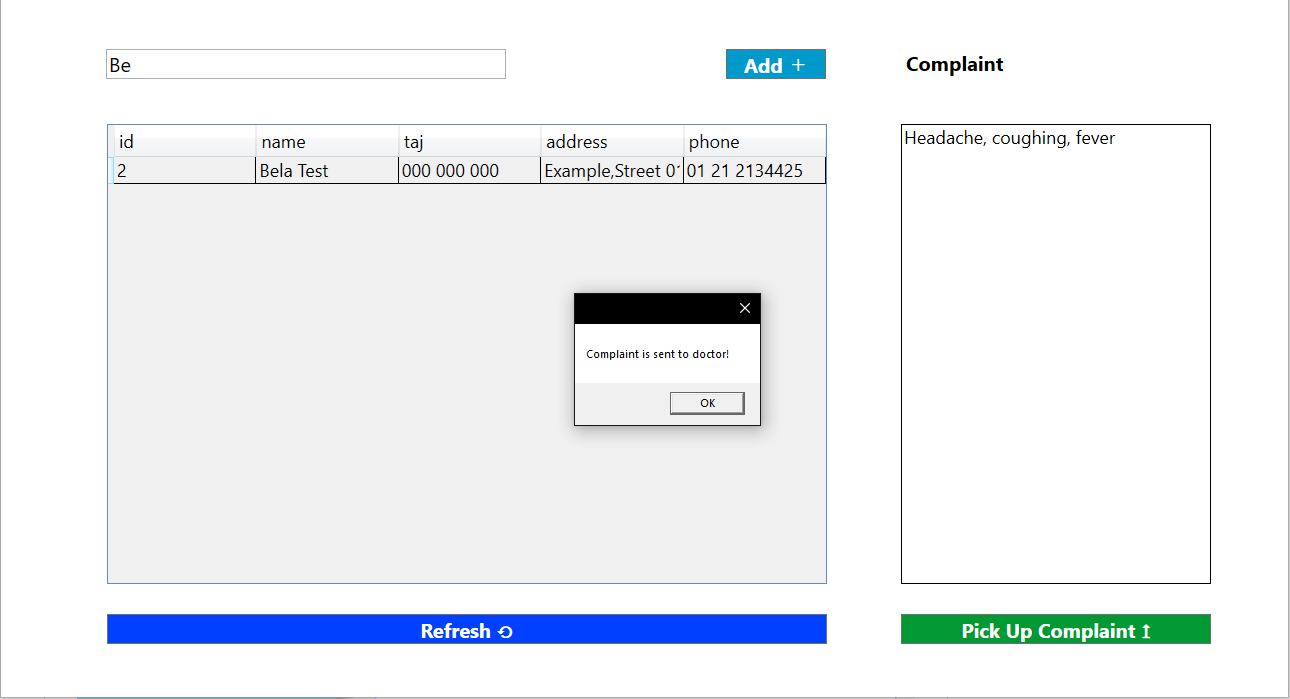 Be
Add +
Complaint
id name taj address phone
2 Bela Test 000 000 000 Example,Street 01 21 2134425
Headache, coughing, fever
Complaint is sent to doctor!
OK
Refresh
Pick Up Complaint